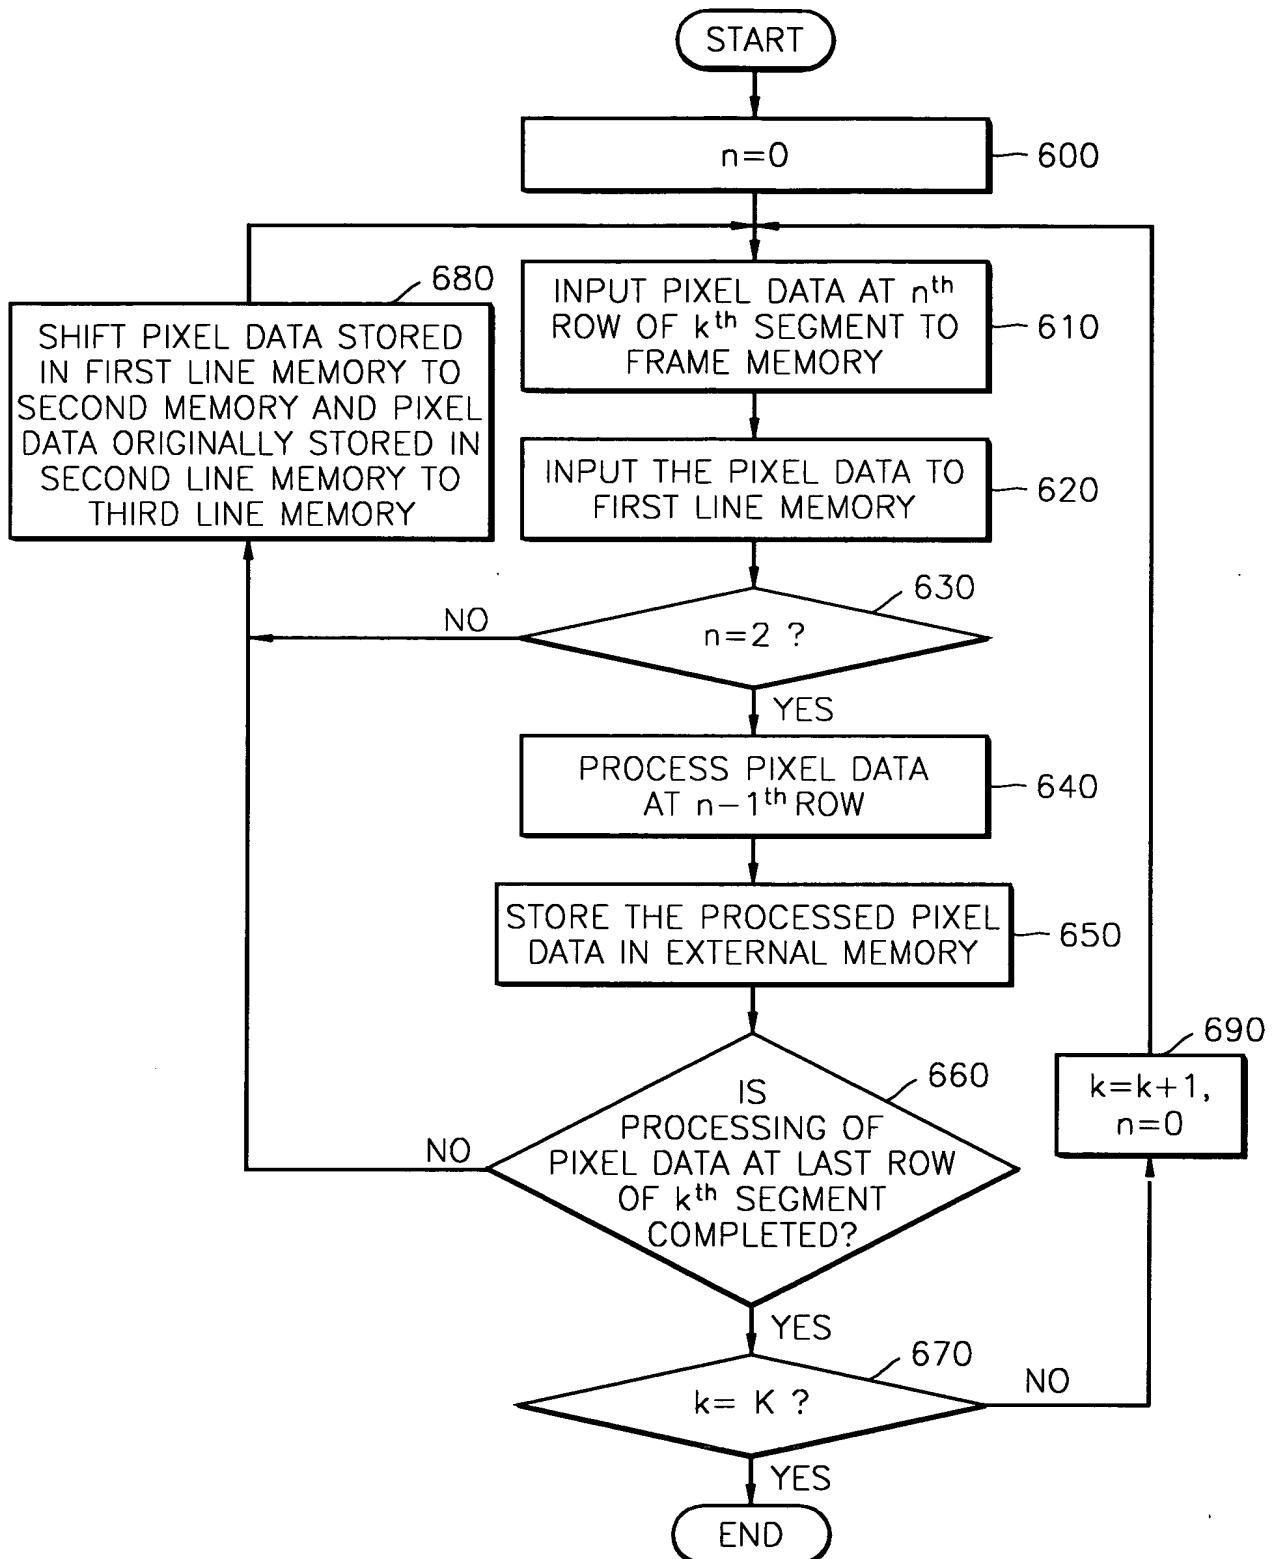 START
n=0
600
680
INPUT PIXEL DATA AT nth
ROW OF kth SEGMENT TO
FRAME MEMORY
610
SHIFT PIXEL DATA STORED
IN FIRST LINE MEMORY TO
SECOND MEMORY AND PIXEL
DATA ORIGINALLY STORED IN
SECOND LINE MEMORY TO
THIRD LINE MEMORY
INPUT THE PIXEL DATA TO
FIRST LINE MEMORY
620
630
NO
n=2 ?
YES
PROCESS PIXEL DATA
AT n-1th ROW
640
STORE THE PROCESSED PIXEL
DATA IN EXTERNAL MEMORY
650
660
IS
PROCESSING OF
PIXEL DATA AT LAST ROW
OF kth SEGMENT
COMPLETED?
NO
690
k=k+1,
n=0
YES
670
k= K ?
NO
YES
END